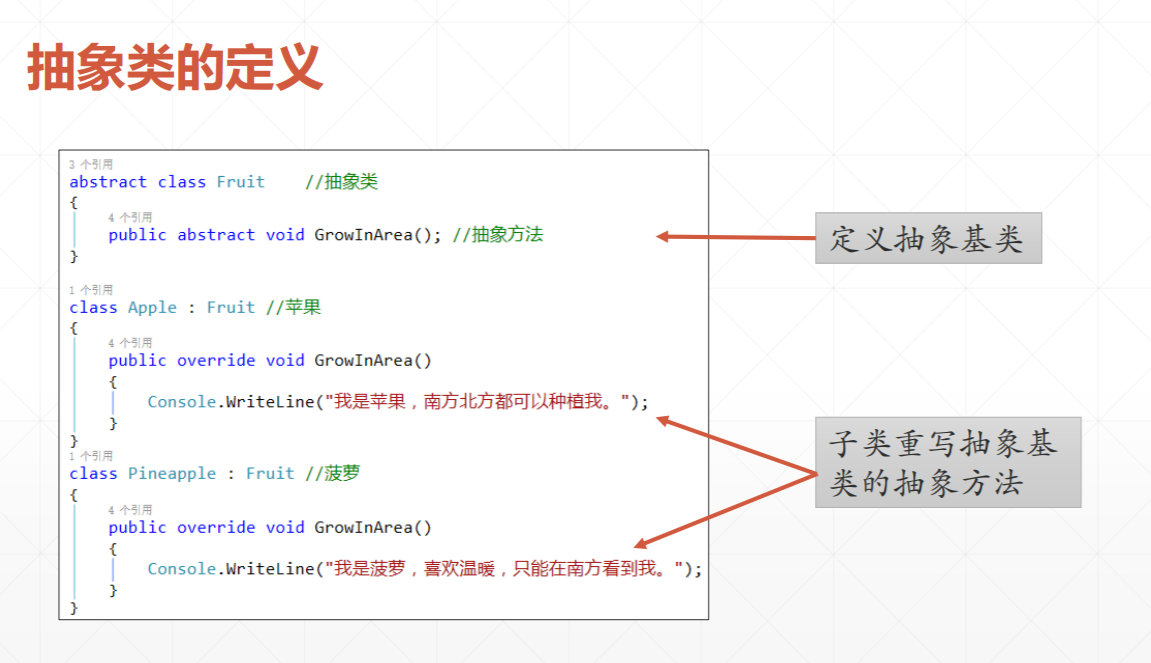 抽象类的定义
3 个引用
abstract class Fruit    //抽象类
{
4 个引用
public abstract void GrowInArea(); //抽象方法
}
定义抽象基类
1 个引用
class Apple : Fruit //苹果
{
4 个引用
public override void GrowInArea()
{
Console.WriteLine("我是苹果，南方北方都可以种植我。");
}
}
1 个引用
class Pineapple : Fruit //菠萝
{
4 个引用
public override void GrowInArea()
{
Console.WriteLine("我是菠萝，喜欢温暖，只能在南方看到我。");
}
}
子类重写抽象基
类的抽象方法